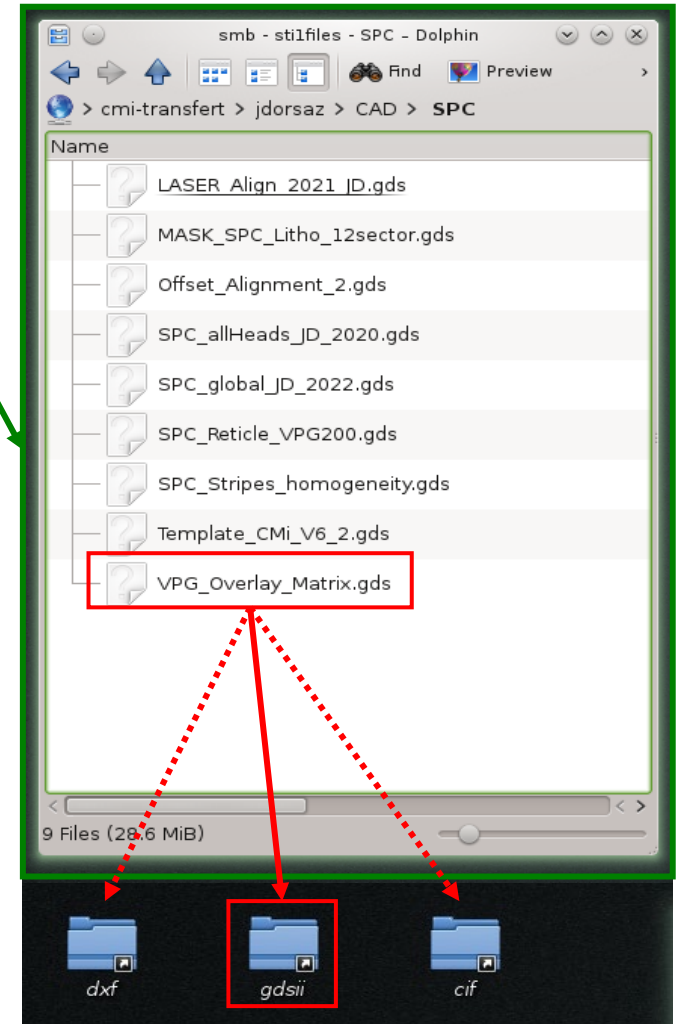 smb - sti1files - SPC – Dolphin
Find Preview >
> cmi-transfert > jdorsaz > CAD > SPC
Name
LASER_Align_2021_JD.gds
MASK_SPC_Litho_12sector.gds
Offset_Alignment_2.gds
SPC_allHeads_JD_2020.gds
SPC_global_JD_2022.gds
SPC_Reticle_VPG200.gds
SPC_Stripes_homogeneity.gds
Template_CMi_V6_2.gds
VPG_Overlay_Matrix.gds
9 Files (28.6 MiB)
dxf gdsii cif